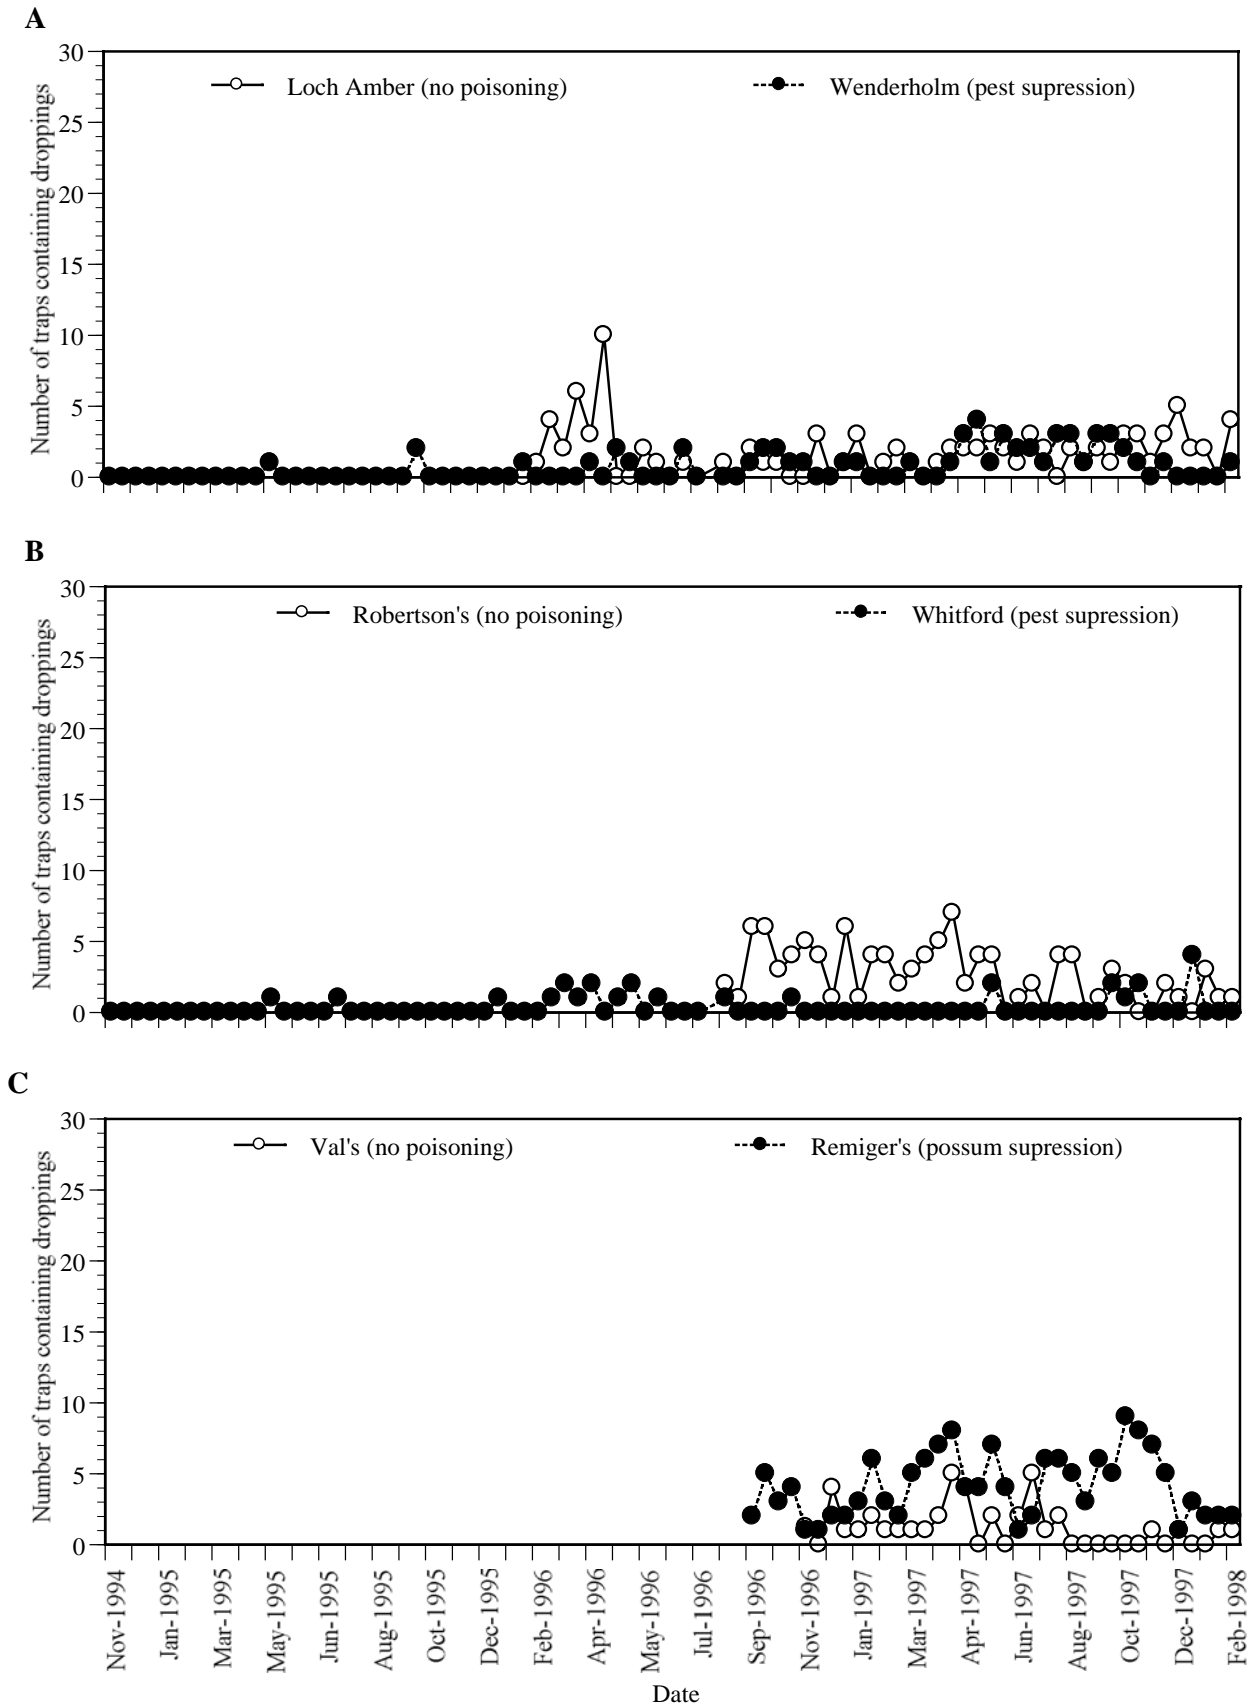 A
30
25
20
15
10
5
0
Number of traps containing droppings
Loch Amber (no poisoning)
Wenderholm (pest supression)
B
30
25
20
15
10
5
0
Number of traps containing droppings
Robertson's (no poisoning)
Whitford (pest supression)
C
30
25
20
15
10
5
0
Number of traps containing droppings
Val's (no poisoning)
Remiger's (possum supression)
Nov-1994
Jan-1995
Mar-1995
May-1995
Jun-1995
Aug-1995
Oct-1995
Dec-1995
Feb-1996
Apr-1996
May-1996
Jul-1996
Sep-1996
Nov-1996
Jan-1997
Mar-1997
Apr-1997
Jun-1997
Aug-1997
Oct-1997
Dec-1997
Feb-1998
Date